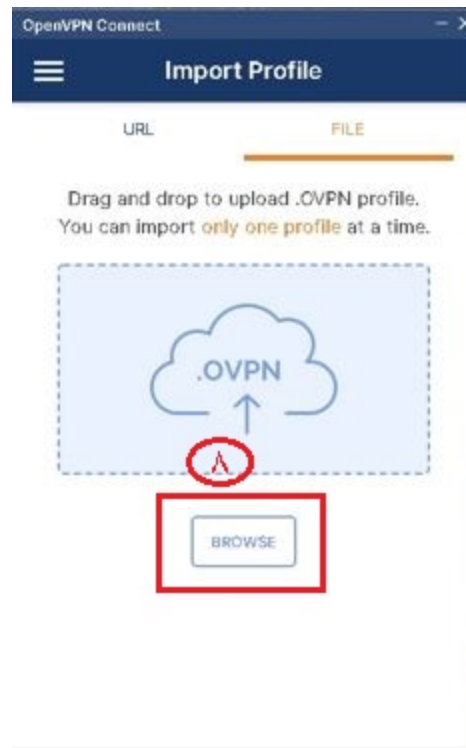 OpenVPN Connect
Import Profile
URL FILE
Drag and drop to upload .OVPN profile.
You can import only one profile at a time.
.OVPN
۸
BROWSE